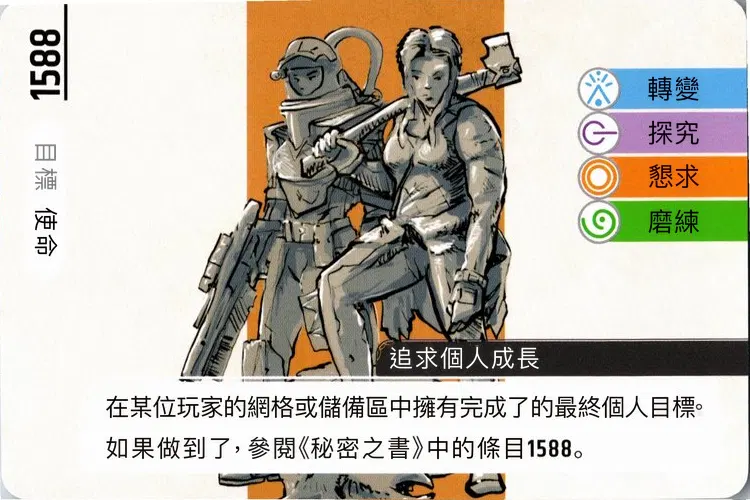 1588
目標 使命
轉變
探究
懇求
磨練
追求個人成長
在某位玩家的網格或儲備區中擁有完成了的最終個人目標。
如果做到了，參閱《秘密之書》中的條目1588。